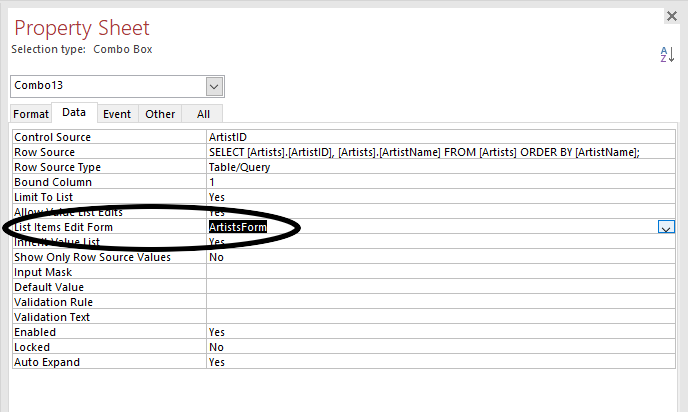 Property Sheet
Selection type: Combo Box
A
Z
Combo13
Format Data Event Other All
Control Source ArtistID
Row Source SELECT [Artists].[ArtistID], [Artists].[ArtistName] FROM [Artists] ORDER BY [ArtistName];
Row Source Type Table/Query
Bound Column 1
Limit To List Yes
Allow Value List Edits Yes
List Items Edit Form ArtistsForm
Inherit Value List Yes
Show Only Row Source Values No
Input Mask
Default Value
Validation Rule
Validation Text
Enabled Yes
Locked No
Auto Expand Yes